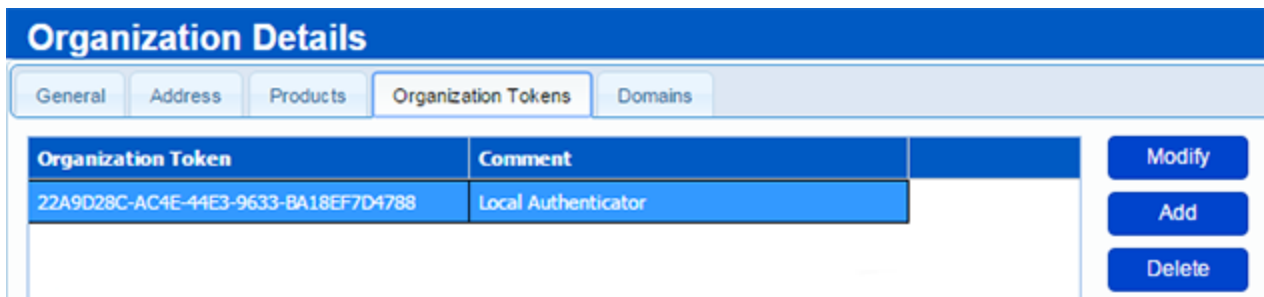 Organization Details
General Address Products Organization Tokens Domains
Organization Token Comment
22A9D28C-AC4E-44E3-9633-BA18EF7D4788 Local Authenticator
Modify
Add
Delete